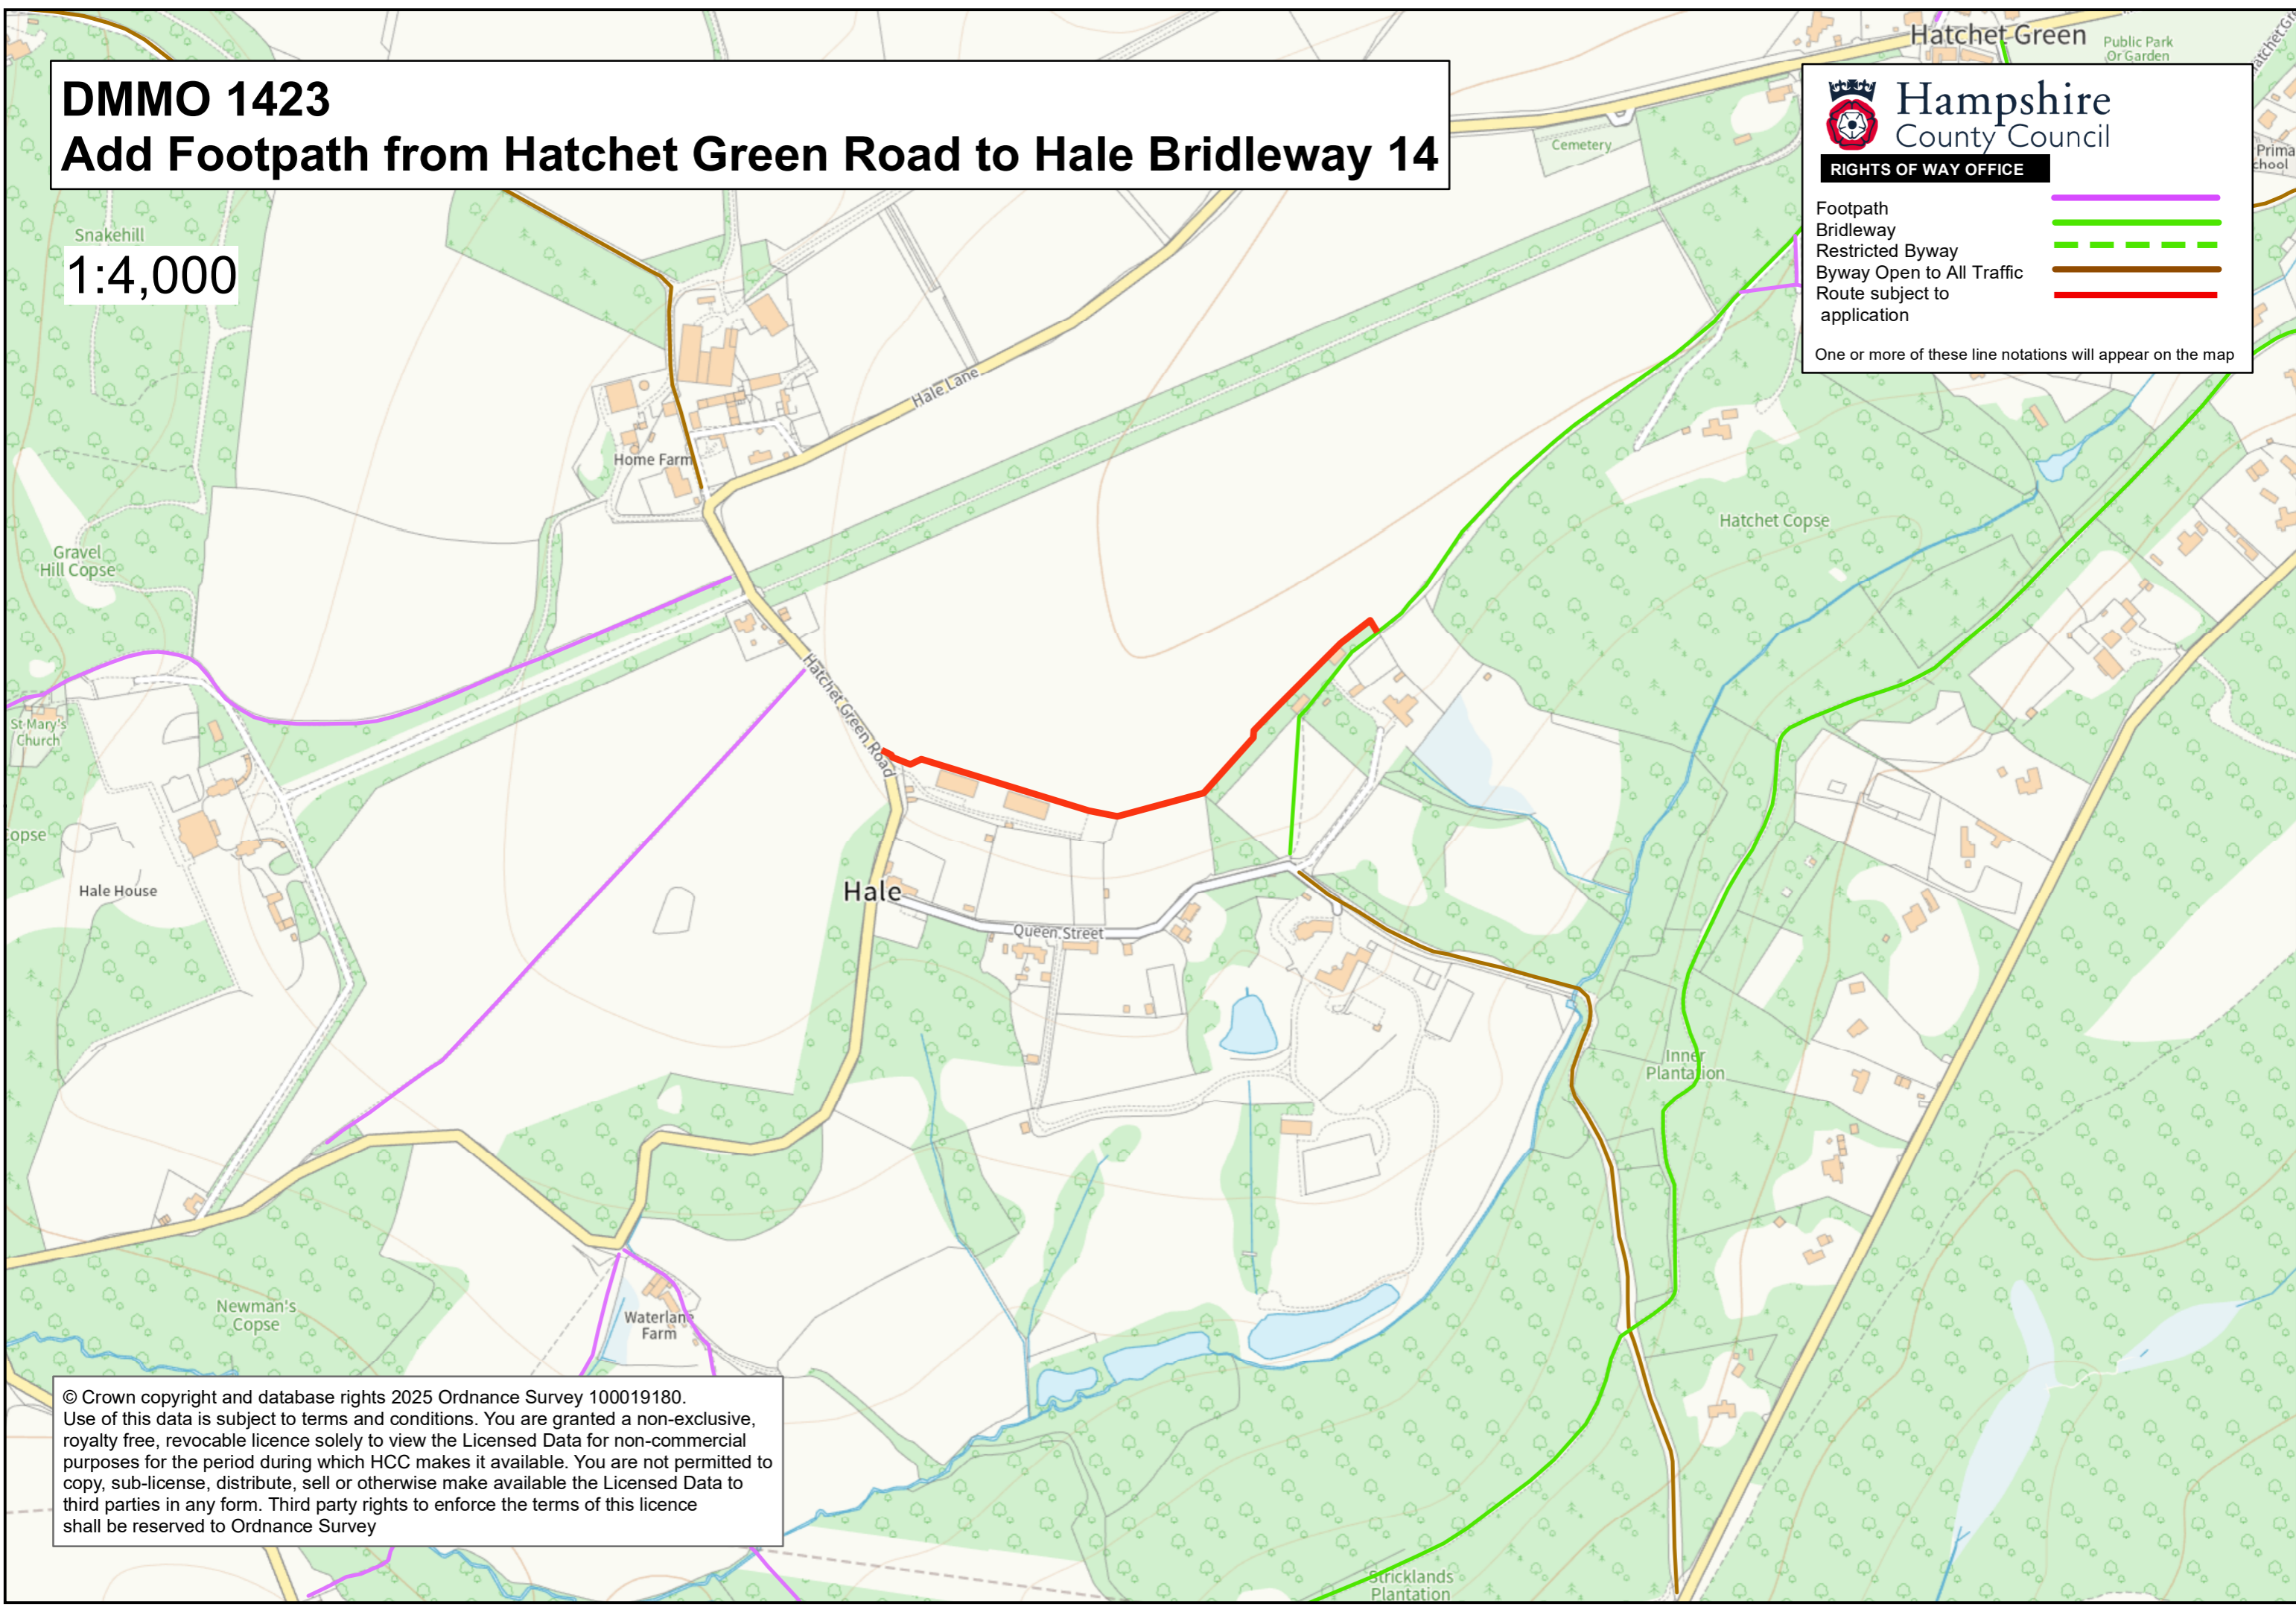 DMMO 1423
Add Footpath from Hatchet Green Road to Hale Bridleway 14
1:4,000
Hatchet Green
Public Park
Or Garden
Hampshire
County Council
RIGHTS OF WAY OFFICE
Footpath
Bridleway
Restricted Byway
Byway Open to All Traffic
Route subject to
application
One or more of these line notations will appear on the map
Cemetery
Snakehill
Hale Lane
Home Farm
Hatchet Copse
Gravel
Hill Copse
Hatchet Green Road
St Mary's
Church
Hale House
Hale
Queen Street
Inner
Plantation
Newman's
Copse
Waterlane
Farm
Stricklands
Plantation
© Crown copyright and database rights 2025 Ordnance Survey 100019180.
Use of this data is subject to terms and conditions. You are granted a non-exclusive,
royalty free, revocable licence solely to view the Licensed Data for non-commercial
purposes for the period during which HCC makes it available. You are not permitted to
copy, sub-license, distribute, sell or otherwise make available the Licensed Data to
third parties in any form. Third party rights to enforce the terms of this licence
shall be reserved to Ordnance Survey